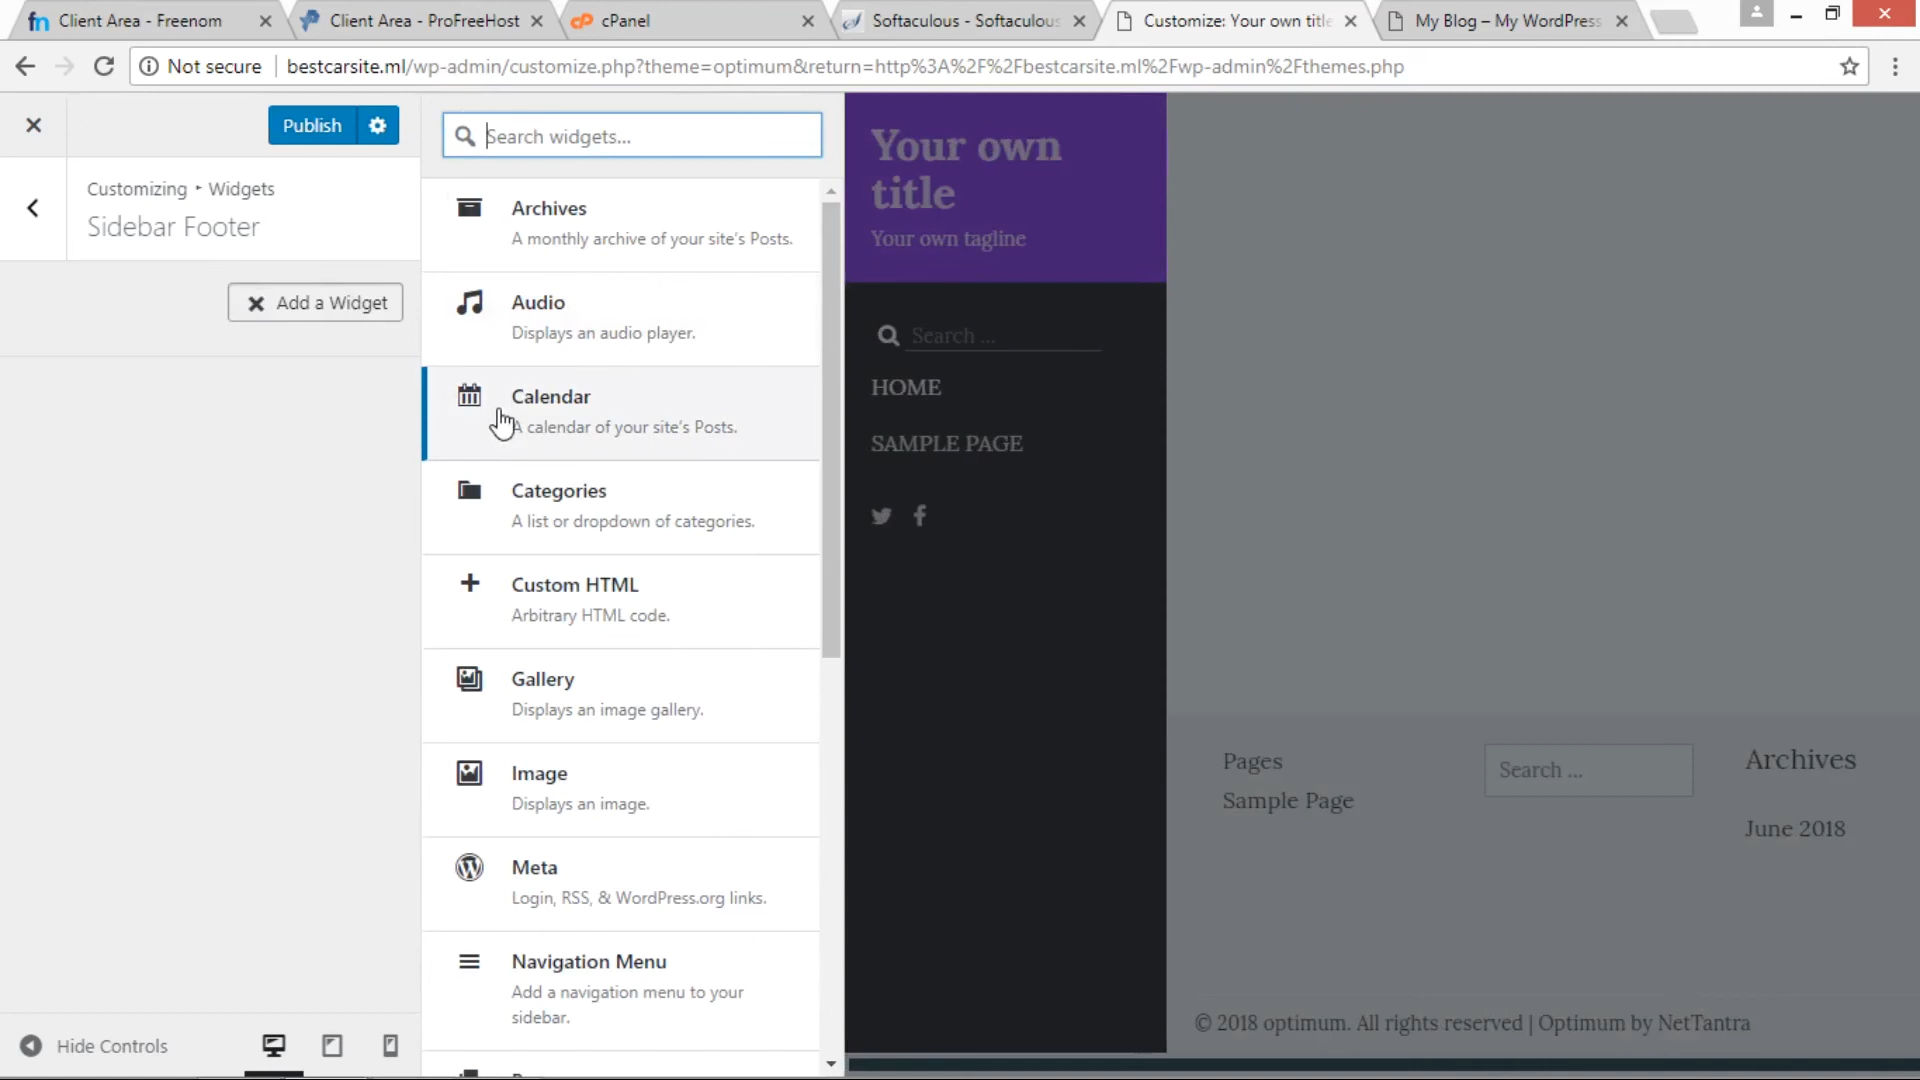 Client Area - Freenom
Client Area - ProFreeHost
cPanel
Softaculous - Softaculous
Customize: Your own title
My Blog – My WordPress
Not secure
bestcarsite.ml/wp-admin/customize.php?theme=optimum&return=http%3A%2F%2Fbestcarsite.ml%2Fwp-admin%2Fthemes.php
Publish
Customizing ‣ Widgets
Sidebar Footer
Add a Widget
Hide Controls
Search widgets...
Archives
A monthly archive of your site's Posts.
Audio
Displays an audio player.
Calendar
A calendar of your site's Posts.
Categories
A list or dropdown of categories.
Custom HTML
Arbitrary HTML code.
Gallery
Displays an image gallery.
Image
Displays an image.
Meta
Login, RSS, & WordPress.org links.
Navigation Menu
Add a navigation menu to your
sidebar.
Your own
title
Your own tagline
Search ...
HOME
SAMPLE PAGE
Pages
Sample Page
Search ...
Archives
June 2018
© 2018 optimum. All rights reserved | Optimum by NetTantra